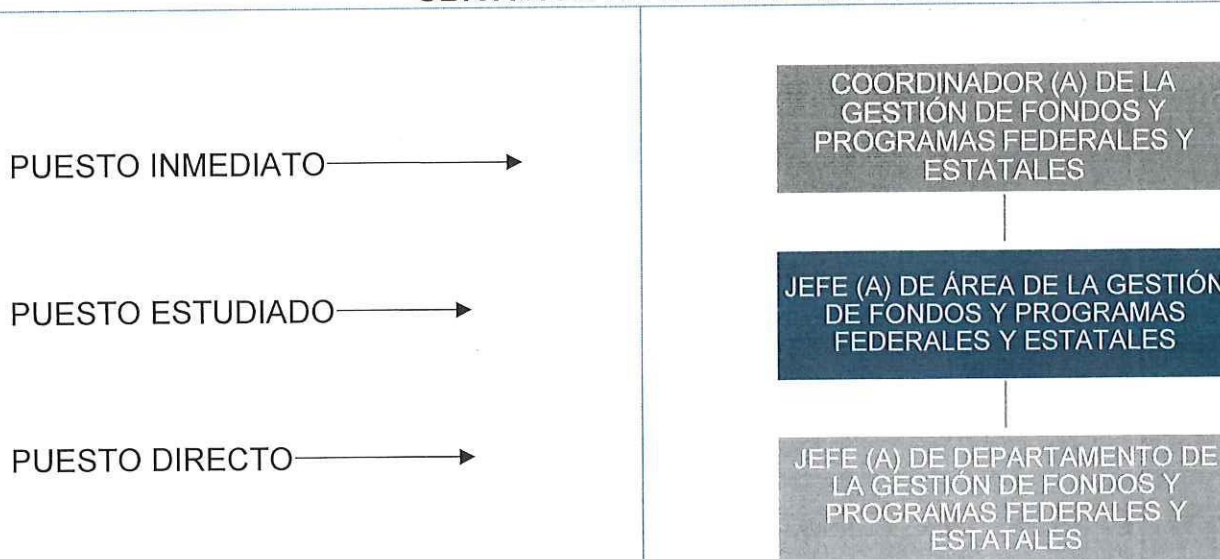 PUESTO INMEDIATO
COORDINADOR (A) DE LA
GESTIÓN DE FONDOS Y
PROGRAMAS FEDERALES Y
ESTATALES
PUESTO ESTUDIADO
JEFE (A) DE ÁREA DE LA GESTIÓN
DE FONDOS Y PROGRAMAS
FEDERALES Y ESTATALES
PUESTO DIRECTO
JEFE (A) DE DEPARTAMENTO DE
LA GESTIÓN DE FONDOS Y
PROGRAMAS FEDERALES Y
ESTATALES